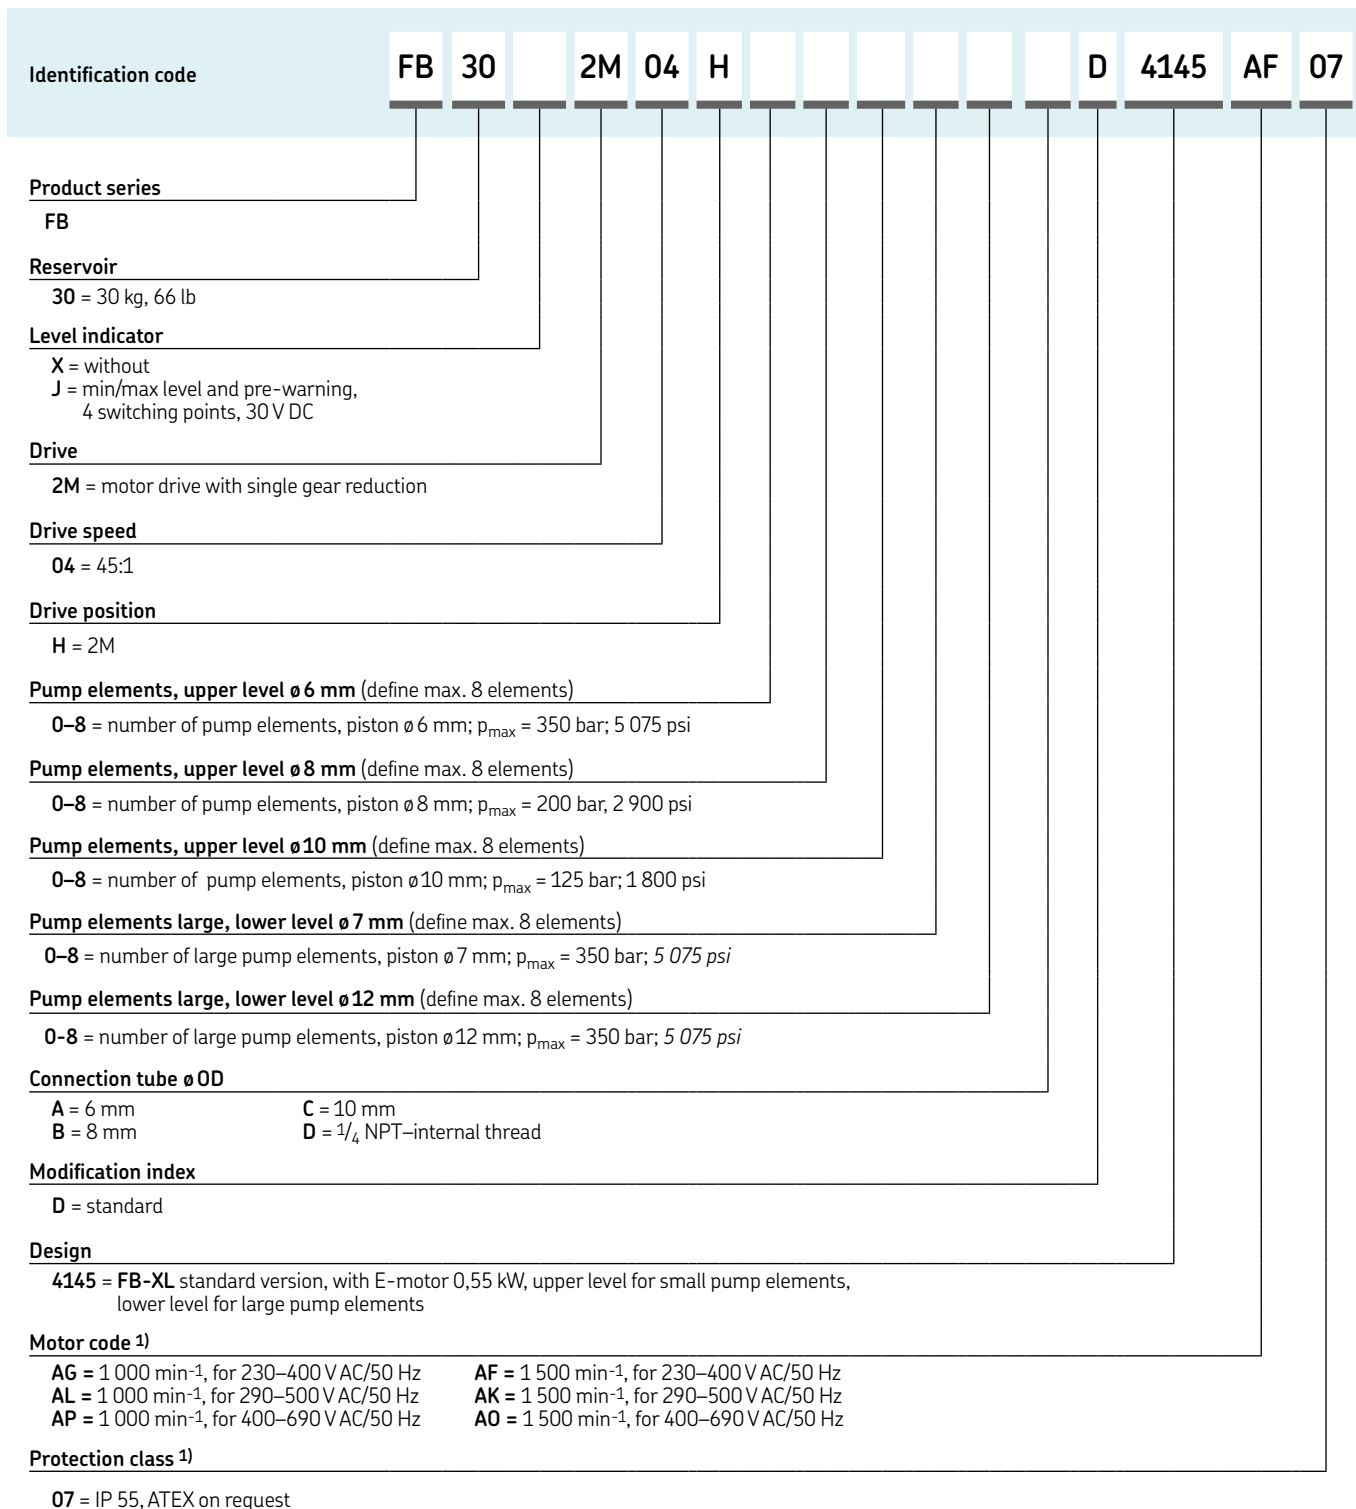 Identification code FB 30 2M 04 H D 4145 AF 07
Product series
FB
Reservoir
30 = 30 kg, 66 lb
Level indicator
X = without
J = min/max level and pre-warning,
4 switching points, 30 V DC
Drive
2M = motor drive with single gear reduction
Drive speed
04 = 45:1
Drive position
H = 2M
Pump elements, upper level ø 6 mm (define max. 8 elements)
0–8 = number of pump elements, piston ø 6 mm; pmax = 350 bar; 5 075 psi
Pump elements, upper level ø 8 mm (define max. 8 elements)
0–8 = number of pump elements, piston ø 8 mm; pmax = 200 bar, 2 900 psi
Pump elements, upper level ø 10 mm (define max. 8 elements)
0–8 = number of pump elements, piston ø 10 mm; pmax = 125 bar; 1 800 psi
Pump elements large, lower level ø 7 mm (define max. 8 elements)
0–8 = number of large pump elements, piston ø 7 mm; pmax = 350 bar; 5 075 psi
Pump elements large, lower level ø 12 mm (define max. 8 elements)
0-8 = number of large pump elements, piston ø 12 mm; pmax = 350 bar; 5 075 psi
Connection tube ø OD
A = 6 mm C = 10 mm
B = 8 mm D = 1/4 NPT–internal thread
Modification index
D = standard
Design
4145 = FB-XL standard version, with E-motor 0,55 kW, upper level for small pump elements,
lower level for large pump elements
Motor code 1)
AG = 1 000 min-1, for 230–400 V AC/50 Hz AF = 1 500 min-1, for 230–400 V AC/50 Hz
AL = 1 000 min-1, for 290–500 V AC/50 Hz AK = 1 500 min-1, for 290–500 V AC/50 Hz
AP = 1 000 min-1, for 400–690 V AC/50 Hz AO = 1 500 min-1, for 400–690 V AC/50 Hz
Protection class 1)
07 = IP 55, ATEX on request